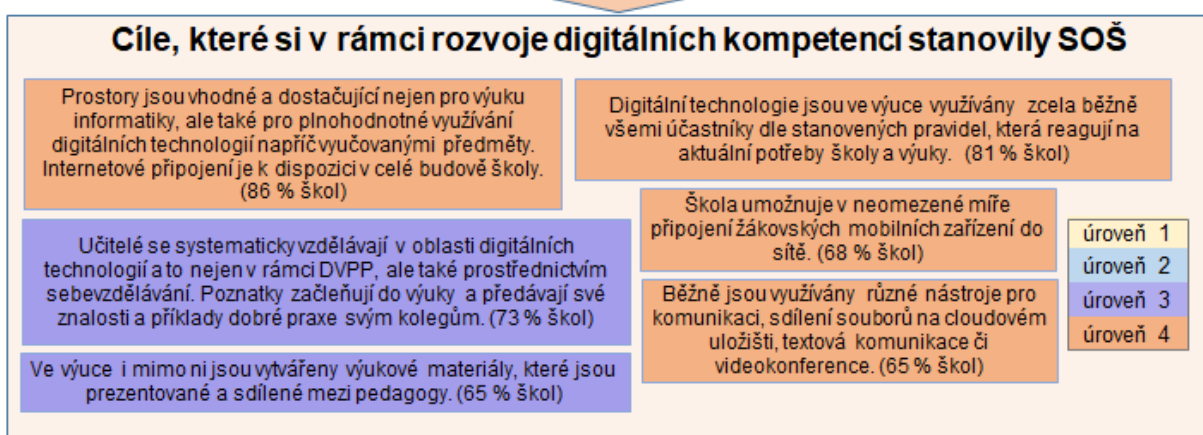 Cíle, které si v rámci rozvoje digitálních kompetencí stanovily SOŠ
Prostory jsou vhodné a dostačující nejen pro výuku
informatiky, ale také pro plnohodnotné využívání
digitálních technologií napříč vyučovanými předměty.
Internetové připojení je k dispozici v celé budově školy.
(86 % škol)
Digitální technologie jsou ve výuce využívány zcela běžně
všemi účastníky dle stanovených pravidel, která reagují na
aktuální potřeby školy a výuky. (81 % škol)
Učitelé se systematicky vzdělávají v oblasti digitálních
technologií a to nejen v rámci DVPP, ale také prostřednictvím
sebevzdělávání. Poznatky začleňují do výuky a předávají své
znalosti a příklady dobré praxe svým kolegům. (73 % škol)
Škola umožnuje v neomezené míře
připojení žákovských mobilních zařízení do
sítě. (68 % škol)
Běžně jsou využívány různé nástroje pro
komunikaci, sdílení souborů na cloudovém
uložišti, textová komunikace či
videokonference. (65 % škol)
Ve výuce i mimo ni jsou vytvářeny výukové materiály, které jsou
prezentované a sdílené mezi pedagogy. (65 % škol)
úroveň 1
úroveň 2
úroveň 3
úroveň 4